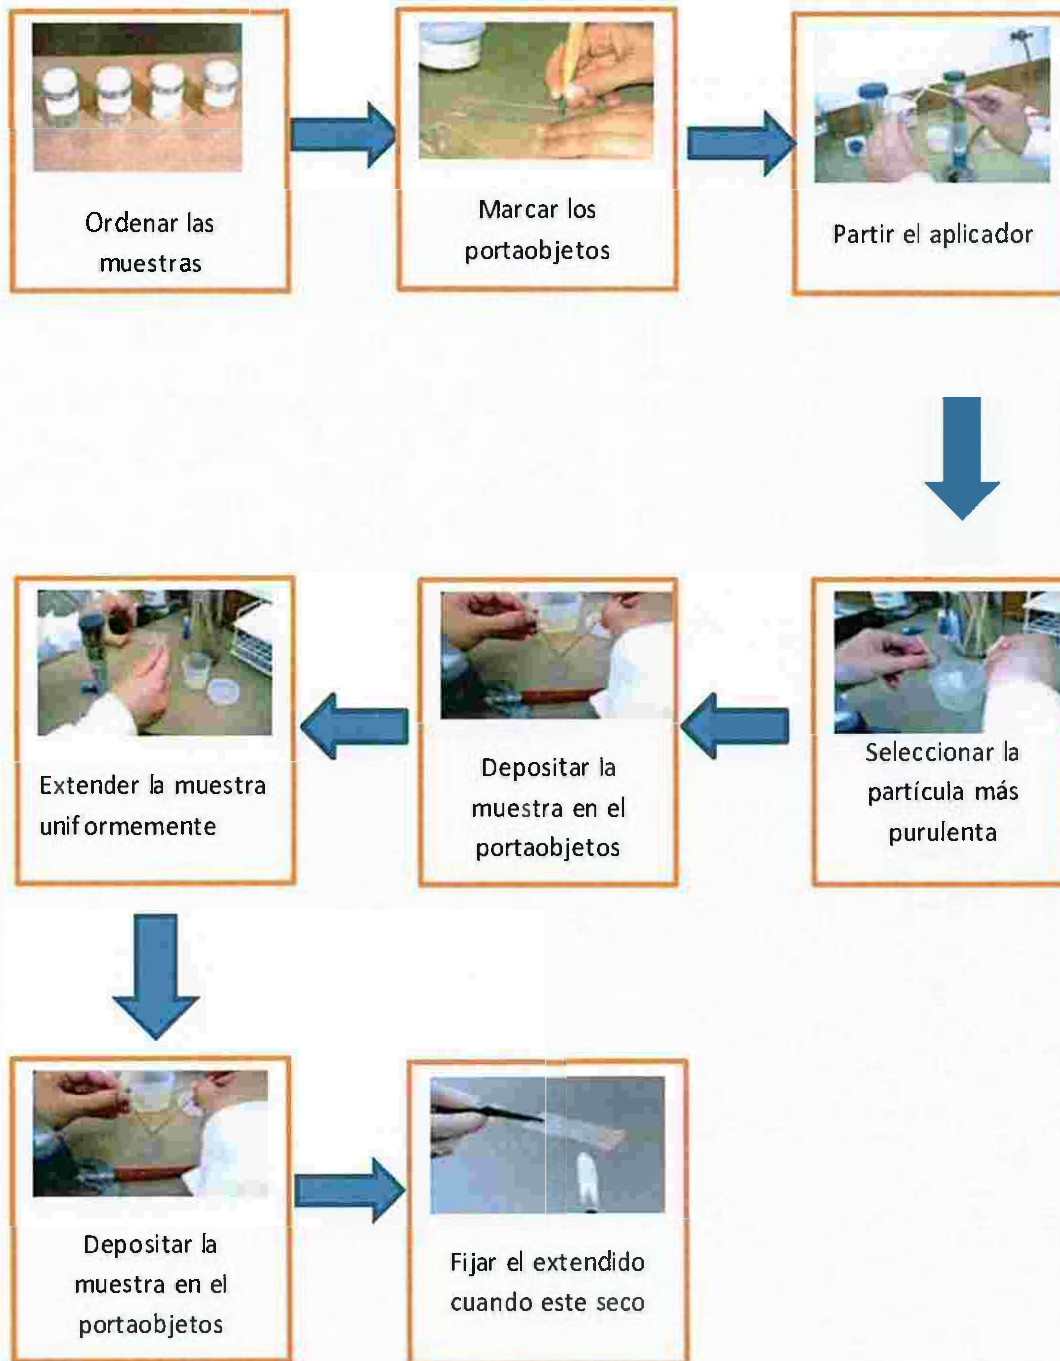 Ordenar las
muestras
Marcar los
portaobjetos
Partir el aplicador
Seleccionar la
partícula más
purulenta
Depositar la
muestra en el
portaobjetos
Extender la muestra
uniformemente
Depositar la
muestra en el
portaobjetos
Fijar el extendido
cuando este seco